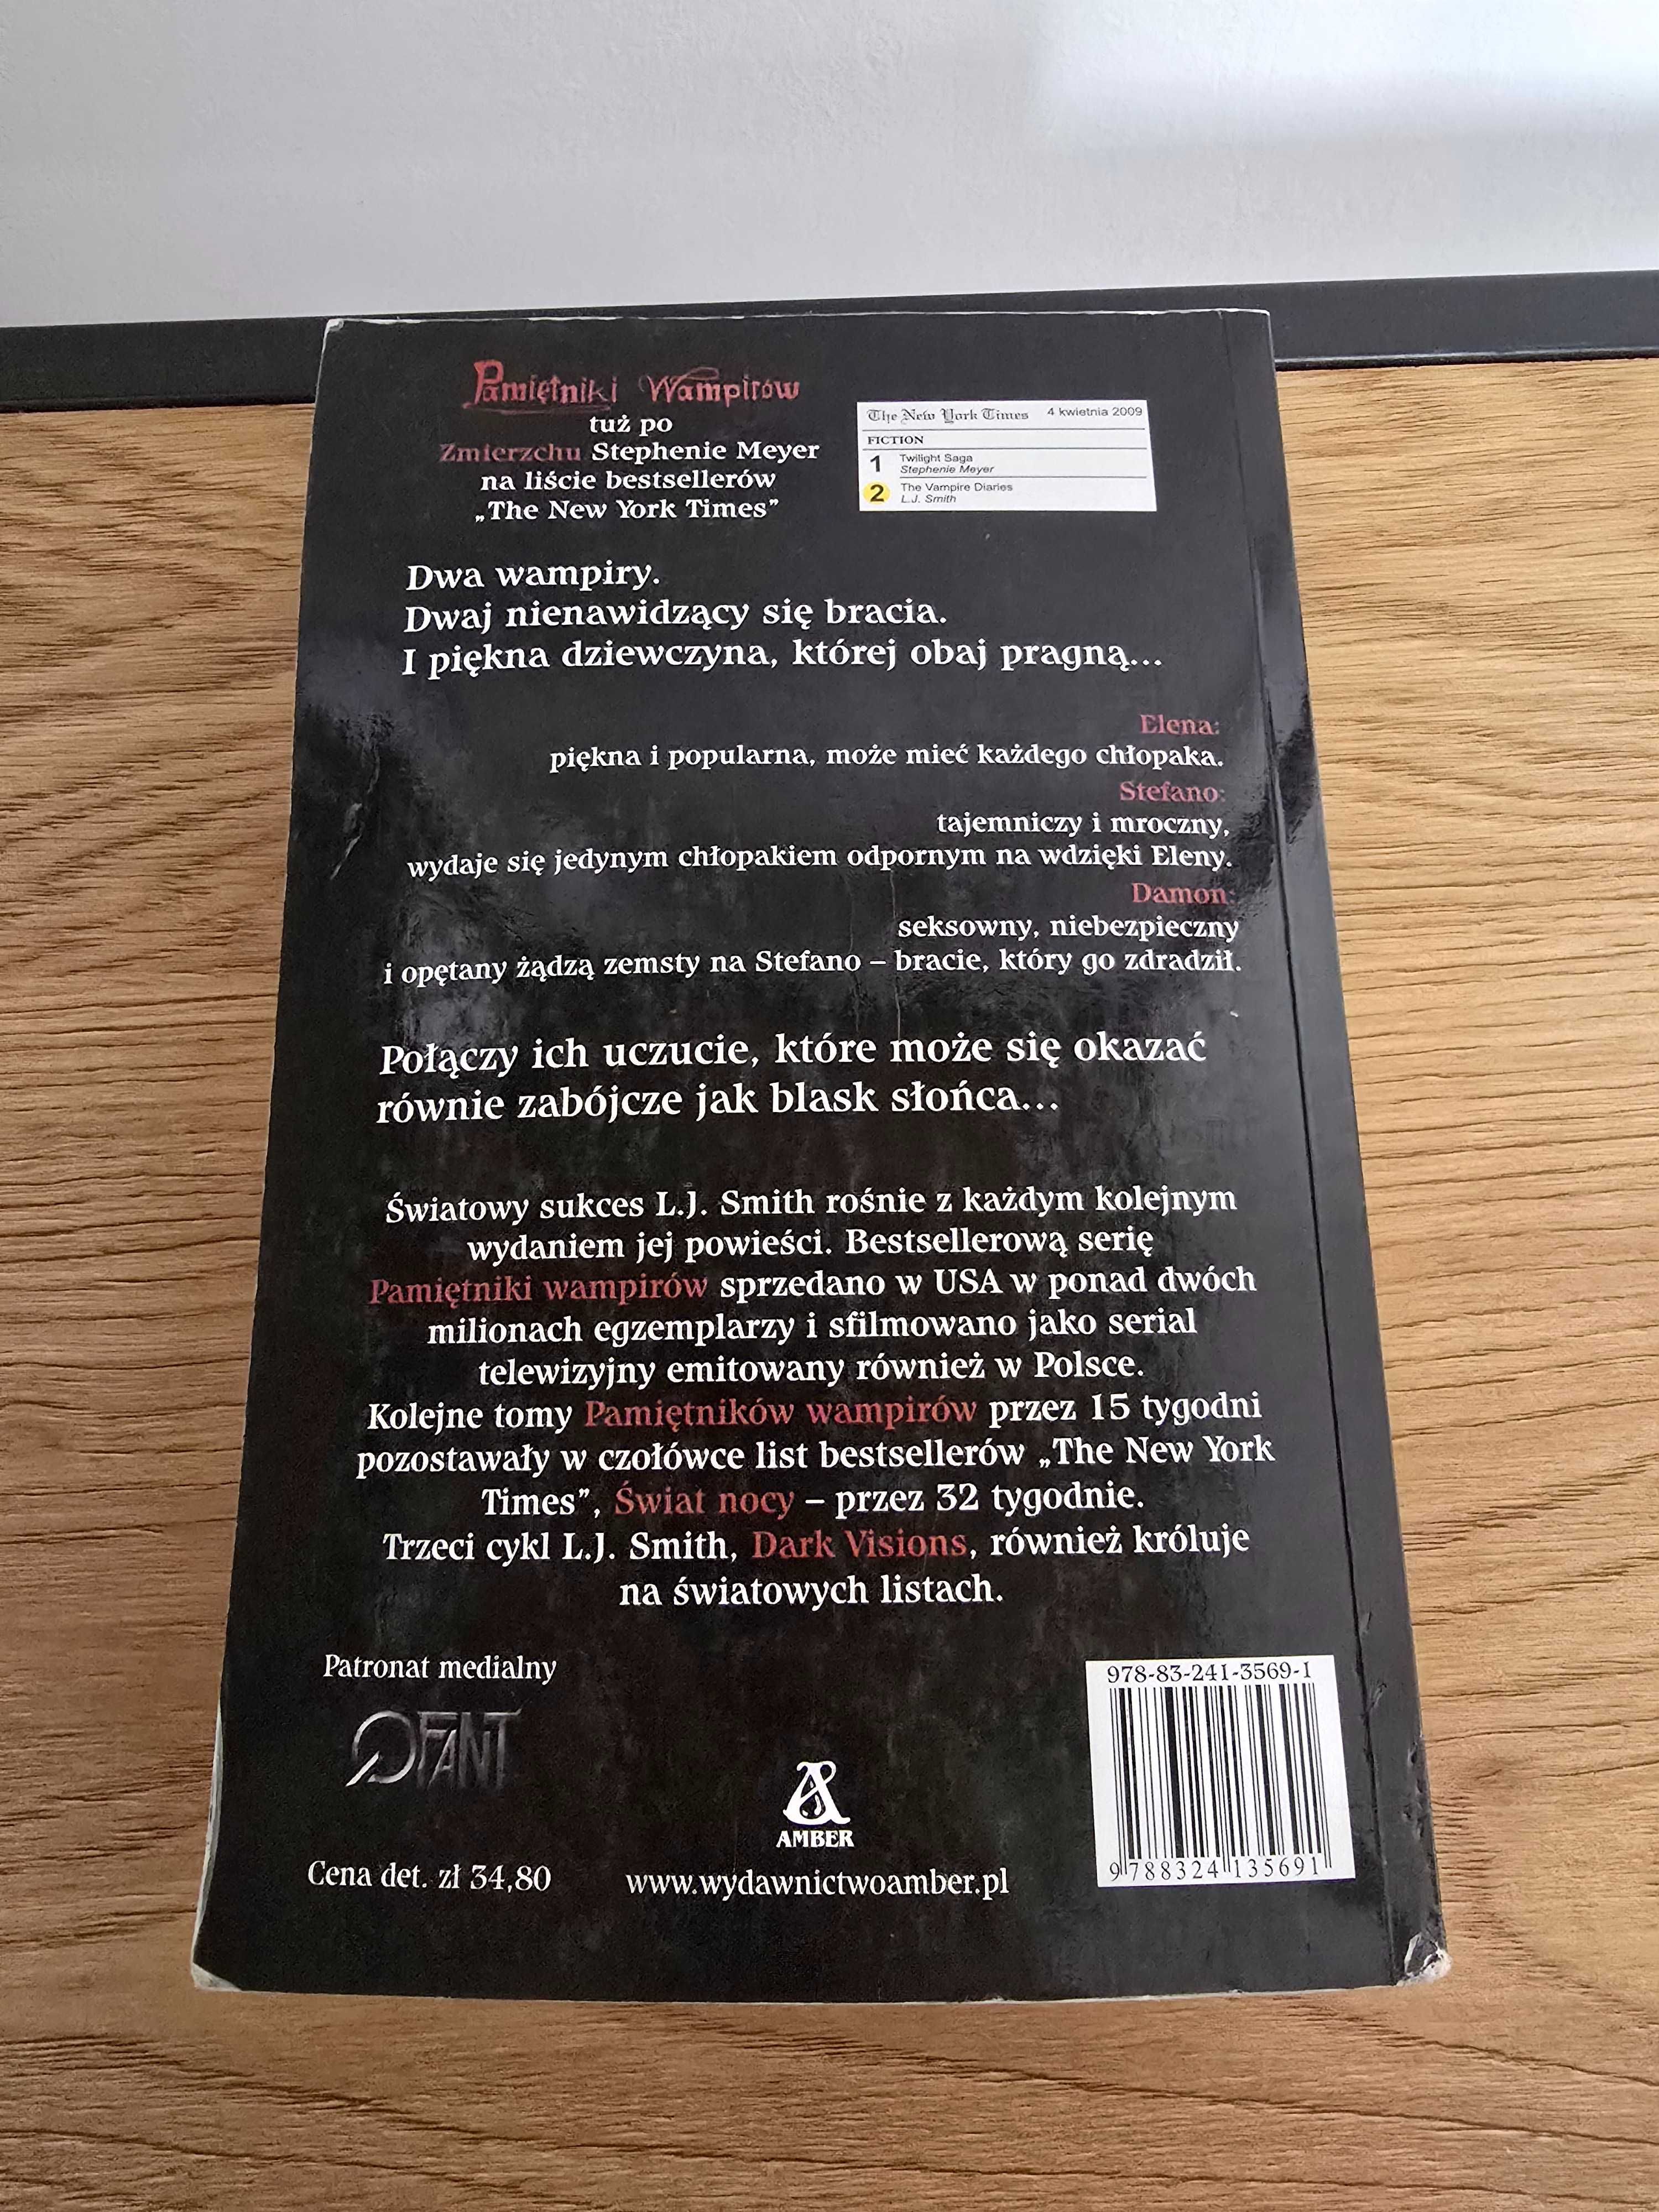 Pamiętniki Wampirów
tuż po
Zmierzchu Stephenie Meyer
na liście bestsellerów
„The New York Times”
The New York Times 4 kwietnia 2009
FICTION
1 Twilight Saga
Stephenie Meyer
2 The Vampire Diaries
L.J. Smith
Dwa wampiry.
Dwaj nienawidzący się bracia.
I piękna dziewczyna, której obaj pragną...
Elena:
piękna i popularna, może mieć każdego chłopaka.
Stefano:
tajemniczy i mroczny,
wydaje się jedynym chłopakiem odpornym na wdzięki Eleny.
Damon:
seksowny, niebezpieczny
i opętany żądzą zemsty na Stefano – bracie, który go zdradził.
Połączy ich uczucie, które może się okazać
równie zabójcze jak blask słońca...
Światowy sukces L.J. Smith rośnie z każdym kolejnym
wydaniem jej powieści. Bestsellerową serię
Pamiętniki wampirów sprzedano w USA w ponad dwóch
milionach egzemplarzy i sfilmowano jako serial
telewizyjny emitowany również w Polsce.
Kolejne tomy Pamiętników wampirów przez 15 tygodni
pozostawały w czołówce list bestsellerów „The New York
Times”, Świat nocy – przez 32 tygodnie.
Trzeci cykl L.J. Smith, Dark Visions, również króluje
na światowych listach.
Patronat medialny
QFANT
AMBER
Cena det. zł 34,80
www.wydawnictwoamber.pl
978-83-241-3569-1
9 788324 135691